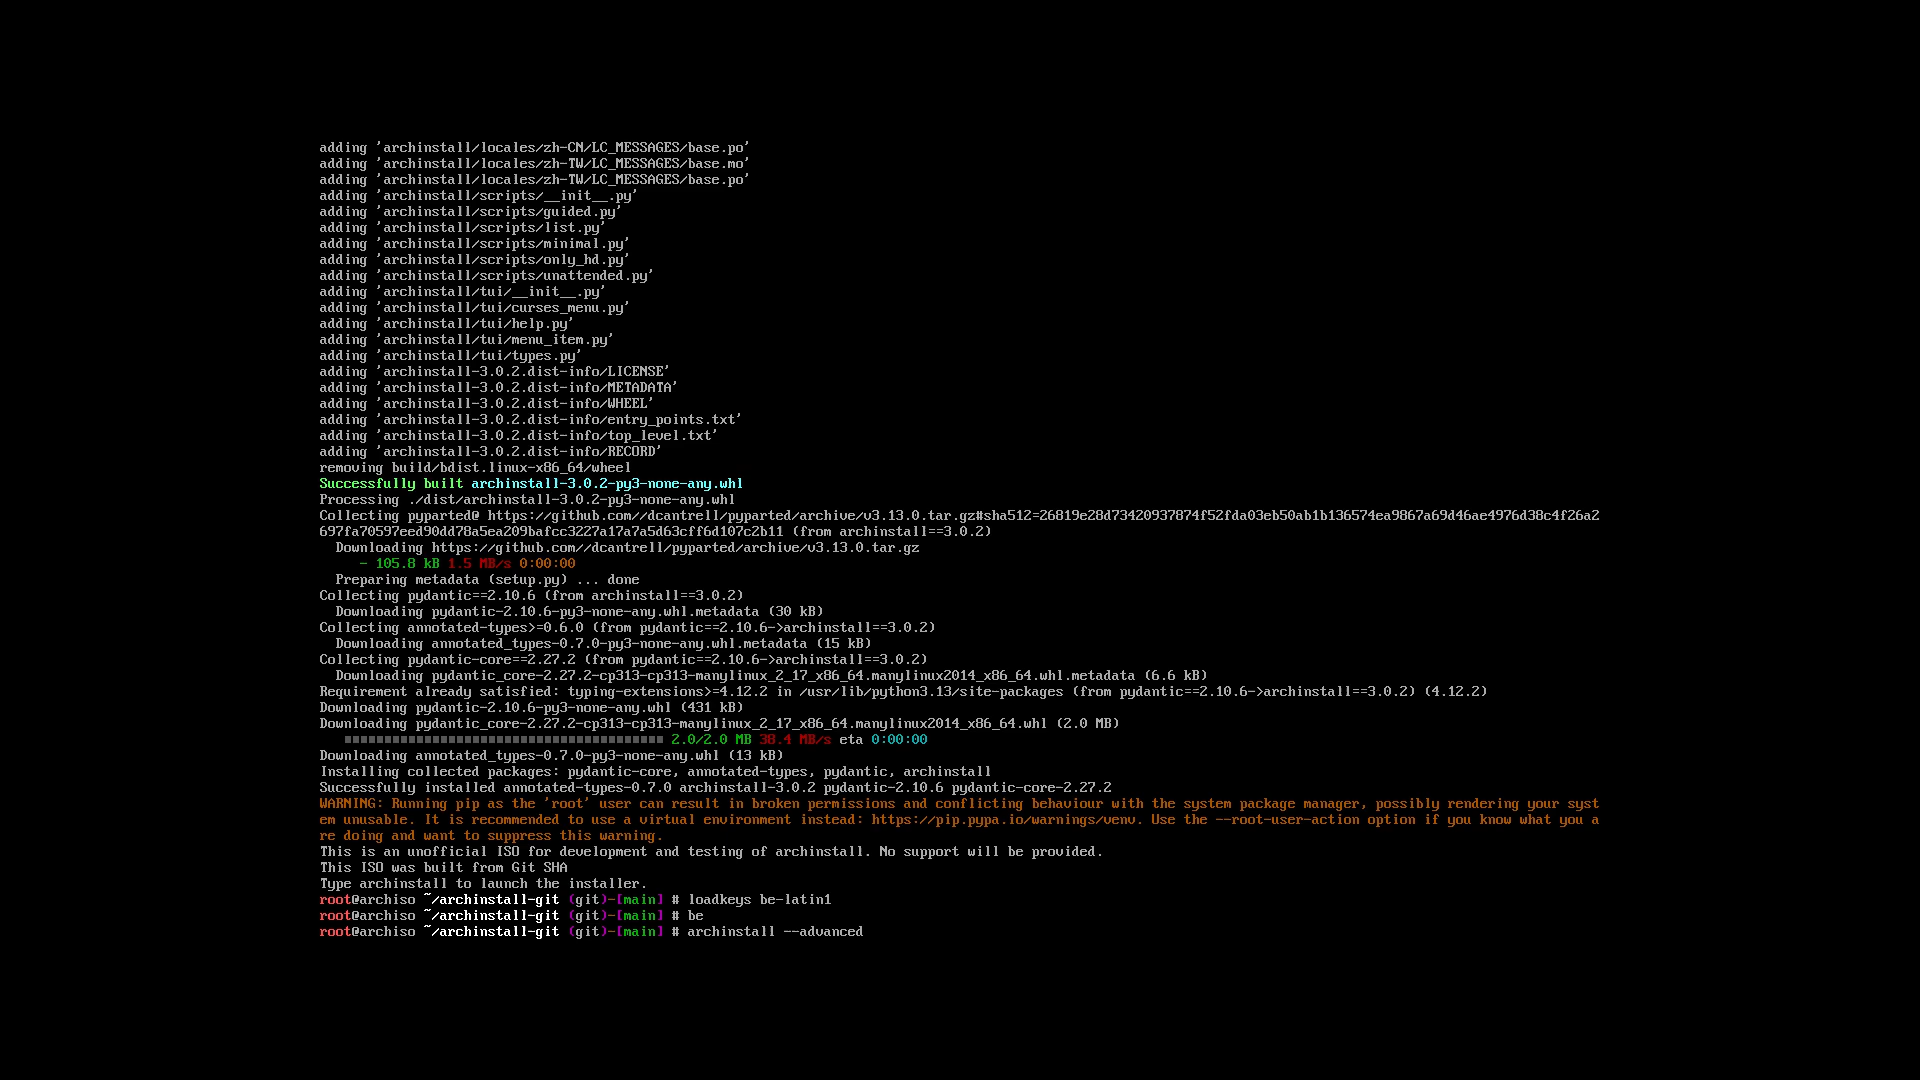 adding 'archinstall/locales/zh-CN/LC_MESSAGES/base.po'
adding 'archinstall/locales/zh-TW/LC_MESSAGES/base.mo'
adding 'archinstall/locales/zh-TW/LC_MESSAGES/base.po'
adding 'archinstall/scripts/__init__.py'
adding 'archinstall/scripts/guided.py'
adding 'archinstall/scripts/list.py'
adding 'archinstall/scripts/minimal.py'
adding 'archinstall/scripts/only_hd.py'
adding 'archinstall/scripts/unattended.py'
adding 'archinstall/tui/__init__.py'
adding 'archinstall/tui/curses_menu.py'
adding 'archinstall/tui/help.py'
adding 'archinstall/tui/menu_item.py'
adding 'archinstall/tui/types.py'
adding 'archinstall-3.0.2.dist-info/LICENSE'
adding 'archinstall-3.0.2.dist-info/METADATA'
adding 'archinstall-3.0.2.dist-info/WHEEL'
adding 'archinstall-3.0.2.dist-info/entry_points.txt'
adding 'archinstall-3.0.2.dist-info/top_level.txt'
adding 'archinstall-3.0.2.dist-info/RECORD'
removing build/bdist.linux-x86_64/wheel
Successfully built archinstall-3.0.2-py3-none-any.whl
Processing ./dist/archinstall-3.0.2-py3-none-any.whl
Collecting pyparted@ https://github.com//dcantrell/pyparted/archive/v3.13.0.tar.gz#sha512=26819e28d73420937874f52fda03eb50ab1b136574ea9867a69d46ae4976d38c4f26a2
697fa70597eed90dd78a5ea209bafcc3227a17a7a5d63cff6d107c2b11 (from archinstall==3.0.2)
  Downloading https://github.com//dcantrell/pyparted/archive/v3.13.0.tar.gz
     - 105.8 kB 1.5 MB/s 0:00:00
  Preparing metadata (setup.py) ... done
Collecting pydantic==2.10.6 (from archinstall==3.0.2)
  Downloading pydantic-2.10.6-py3-none-any.whl.metadata (30 kB)
Collecting annotated-types>=0.6.0 (from pydantic==2.10.6->archinstall==3.0.2)
  Downloading annotated_types-0.7.0-py3-none-any.whl.metadata (15 kB)
Collecting pydantic-core==2.27.2 (from pydantic==2.10.6->archinstall==3.0.2)
  Downloading pydantic_core-2.27.2-cp313-cp313-manylinux_2_17_x86_64.manylinux2014_x86_64.whl.metadata (6.6 kB)
Requirement already satisfied: typing-extensions>=4.12.2 in /usr/lib/python3.13/site-packages (from pydantic==2.10.6->archinstall==3.0.2) (4.12.2)
Downloading pydantic-2.10.6-py3-none-any.whl (431 kB)
Downloading pydantic_core-2.27.2-cp313-cp313-manylinux_2_17_x86_64.manylinux2014_x86_64.whl (2.0 MB)
2.0/2.0 MB 38.4 MB/s eta 0:00:00
Downloading annotated_types-0.7.0-py3-none-any.whl (13 kB)
Installing collected packages: pydantic-core, annotated-types, pydantic, archinstall
Successfully installed annotated-types-0.7.0 archinstall-3.0.2 pydantic-2.10.6 pydantic-core-2.27.2
WARNING: Running pip as the 'root' user can result in broken permissions and conflicting behaviour with the system package manager, possibly rendering your syst
em unusable. It is recommended to use a virtual environment instead: https://pip.pypa.io/warnings/venv. Use the --root-user-action option if you know what you a
re doing and want to suppress this warning.
This is an unofficial ISO for development and testing of archinstall. No support will be provided.
This ISO was built from Git SHA
Type archinstall to launch the installer.
root@archiso ~/archinstall-git (git)-[main] # loadkeys be-latin1
root@archiso ~/archinstall-git (git)-[main] # be
root@archiso ~/archinstall-git (git)-[main] # archinstall --advanced